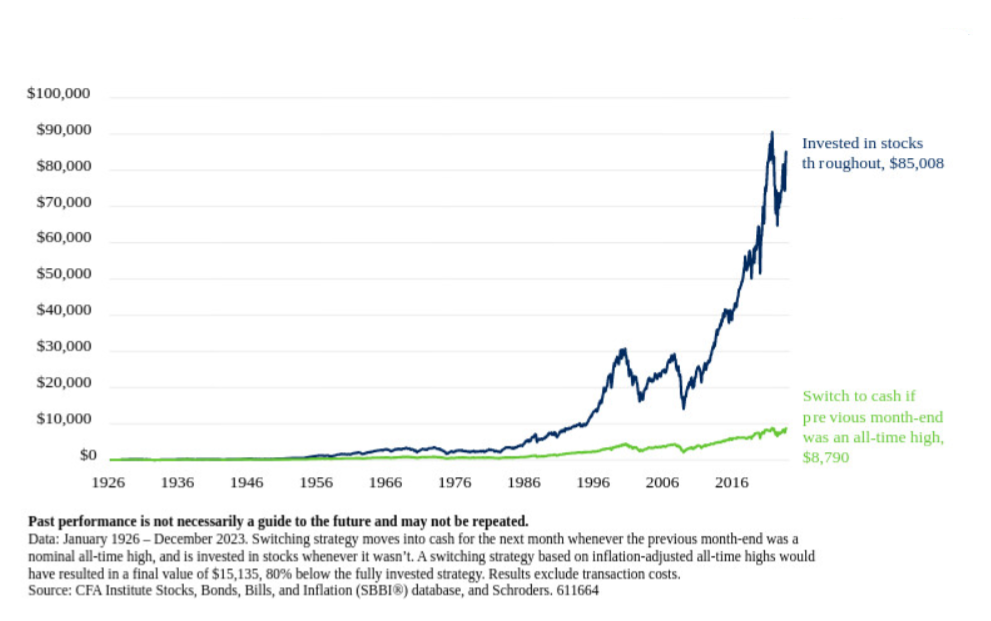 $100,000
$90,000
$80,000
$70,000
$60,000
$50,000
$40,000
$30,000
$20,000
$10,000
$0
1926 1936 1946 1956 1966 1976 1986 1996 2006 2016
Invested in stocks
th roughout, $85,008
Switch to cash if
pre vious month-end
was an all-time high,
$8,790
Past performance is not necessarily a guide to the future and may not be repeated.
Data: January 1926 – December 2023. Switching strategy moves into cash for the next month whenever the previous month-end was a
nominal all-time high, and is invested in stocks whenever it wasn't. A switching strategy based on inflation-adjusted all-time highs would
have resulted in a final value of $15,135, 80% below the fully invested strategy. Results exclude transaction costs.
Source: CFA Institute Stocks, Bonds, Bills, and Inflation (SBBI®) database, and Schroders. 611664